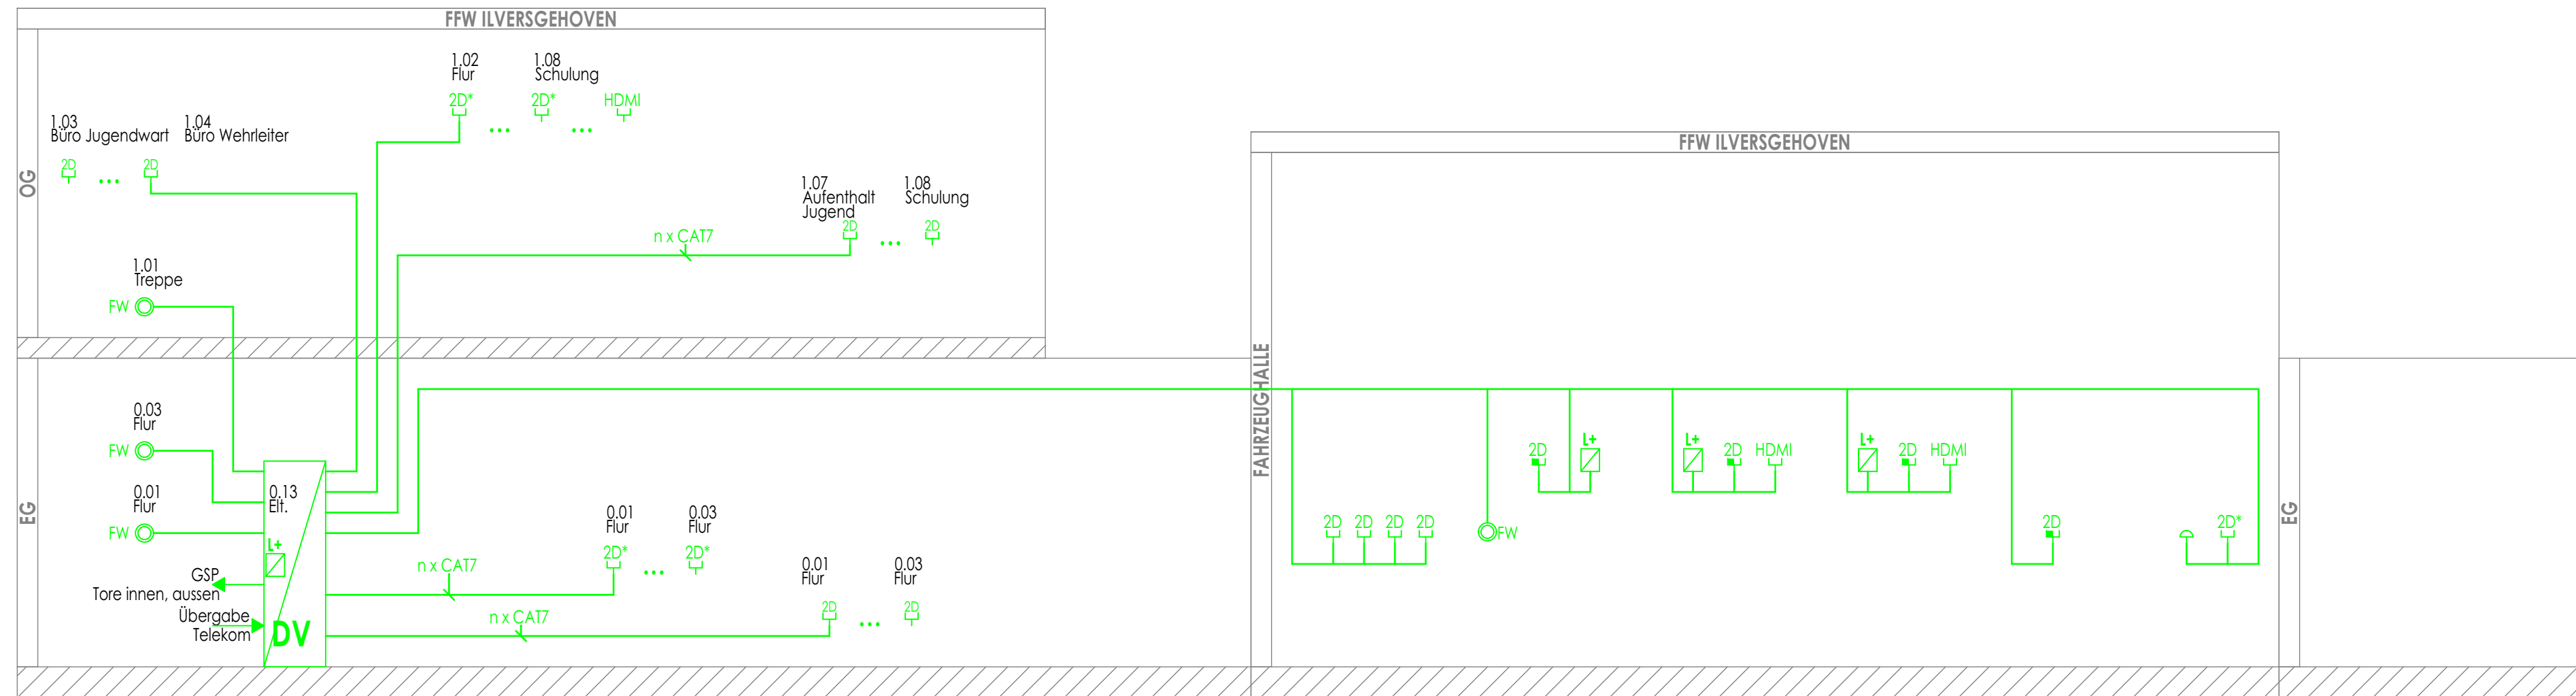 FFW ILVERSGEHOVEN
1.02
Flur
1.08
Schulung
2D*
2D*
HDMI
...
...
1.03
Büro Jugendwart
1.04
Büro Wehrleiter
2D
...
2D
OG
1.07
Aufenthalt
Jugend
1.08
Schulung
2D
...
2D
n x CAT7
1.01
Treppe
FW
EG
0.03
Flur
FW
0.01
Flur
FW
0.13
Elt.
L+
GSP
Tore innen, aussen
Übergabe
Telekom
DV
n x CAT7
0.01
Flur
0.03
Flur
2D*
...
2D*
n x CAT7
0.01
Flur
0.03
Flur
2D
...
2D
FFW ILVERSGEHOVEN
FAHRZEUGHALLE
2D
2D
2D
2D
FW
2D
L+
L+
2D
HDMI
L+
2D
HDMI
2D
2D*
EG